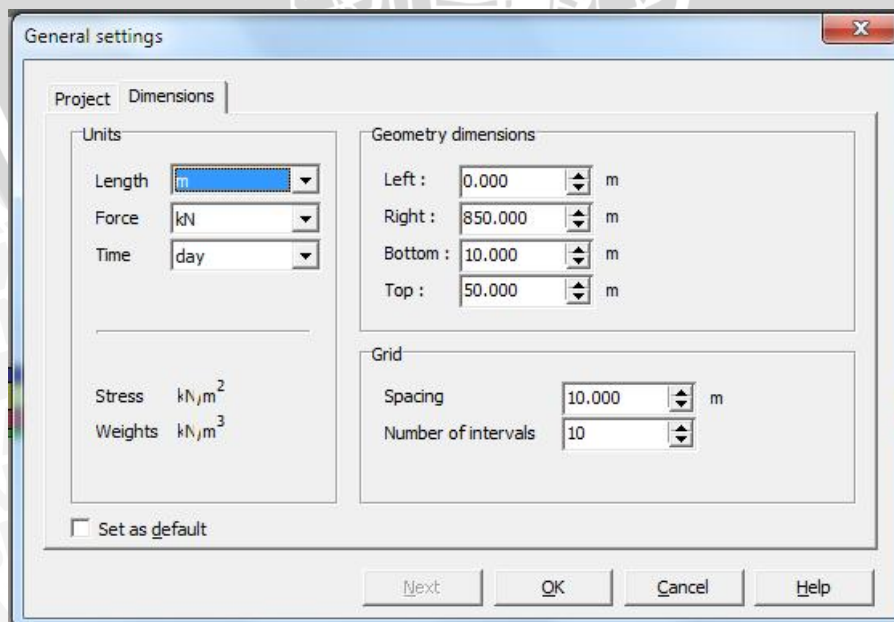 General settings
Project Dimensions
Units
Length m
Force kN
Time day
Stress kN/m²
Weights kN/m³
Geometry dimensions
Left : 0.000 m
Right : 850.000 m
Bottom : 10.000 m
Top : 50.000 m
Grid
Spacing 10.000 m
Number of intervals 10
Set as default
Next OK Cancel Help